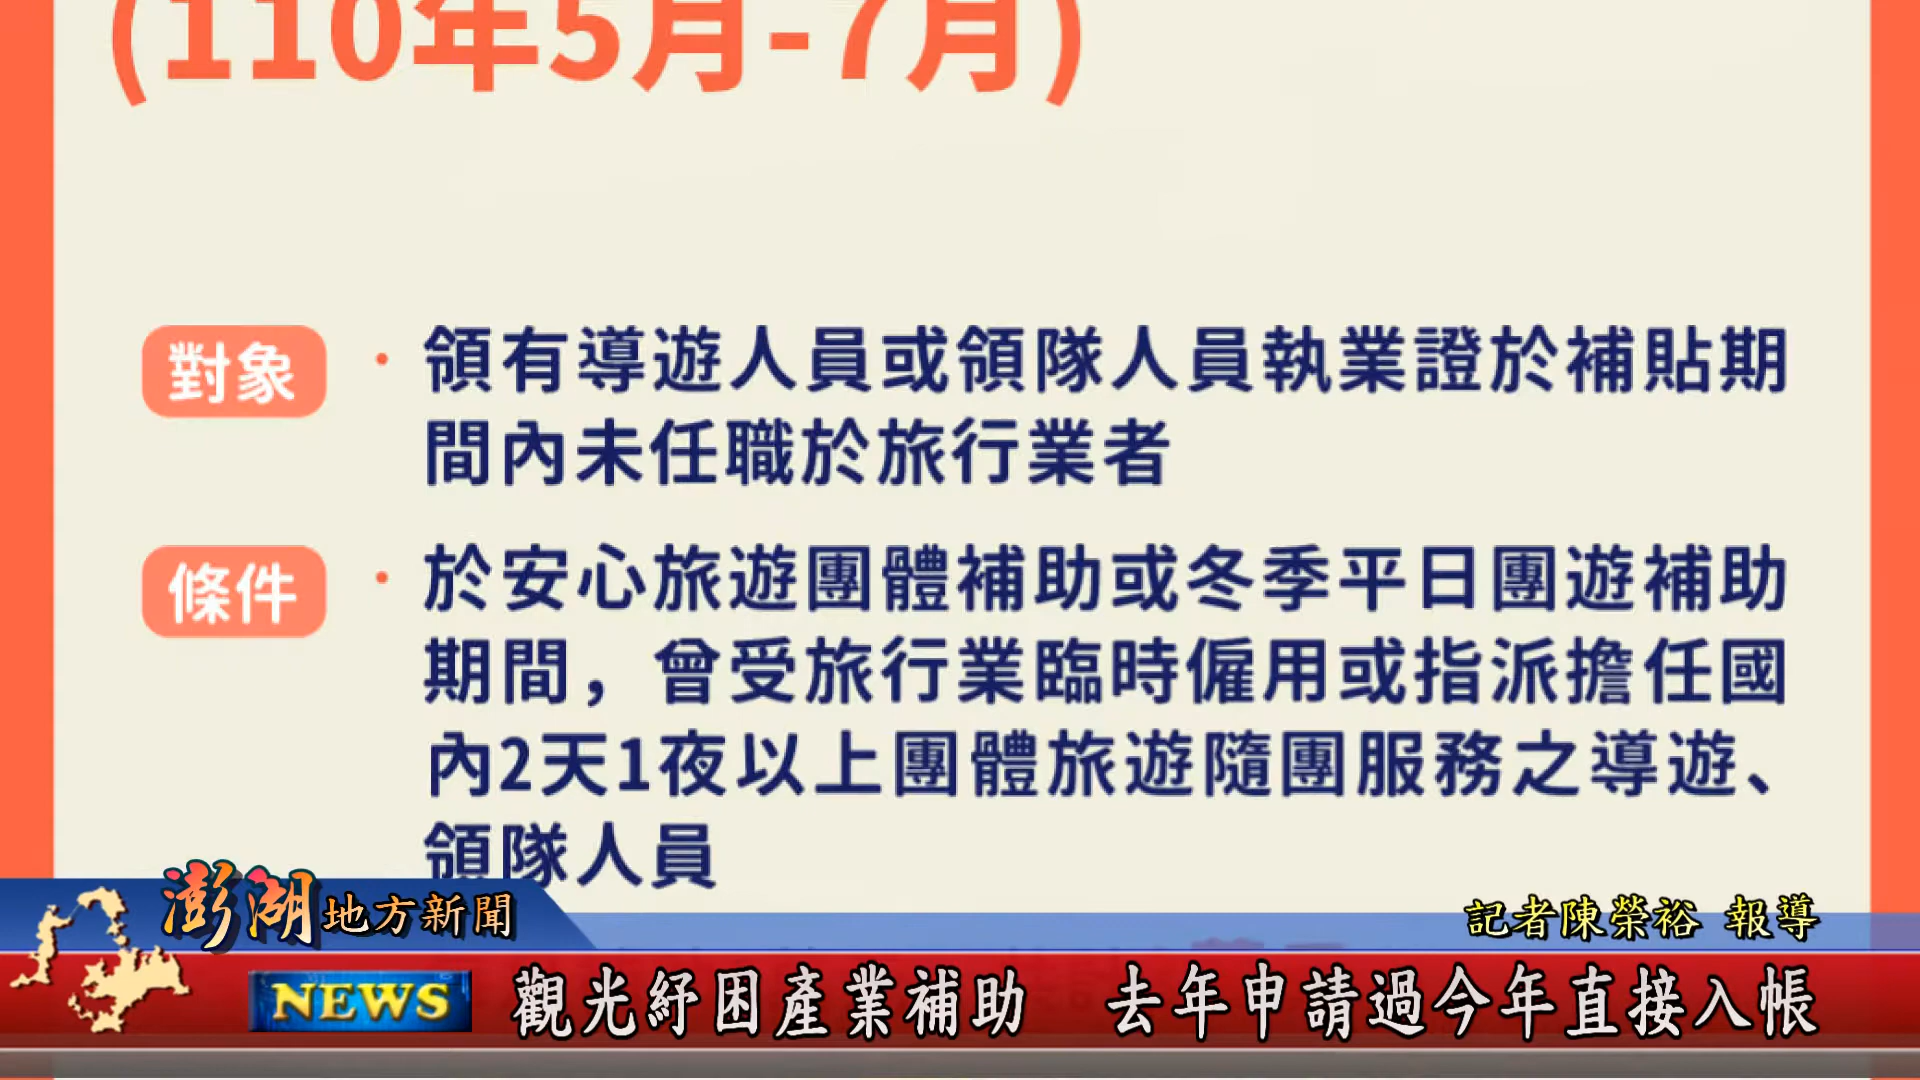 (110年5月-7月)
對象
・領有導遊人員或領隊人員執業證於補貼期
間內未任職於旅行業者
條件
・於安心旅遊團體補助或冬季平日團遊補助
期間，曾受旅行業臨時僱用或指派擔任國
內2天1夜以上團體旅遊隨團服務之導遊、
領隊人員
澎湖地方新聞
記者陳榮裕 報導
NEWS
觀光紓困產業補助 去年申請過今年直接入帳